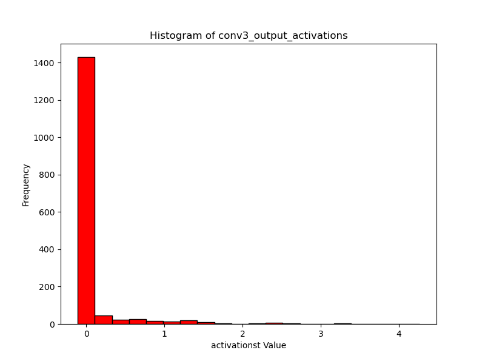 Histogram of conv3_output_activations
1400
1200
1000
800
600
400
200
0
Frequency
0 1 2 3 4
activationst Value